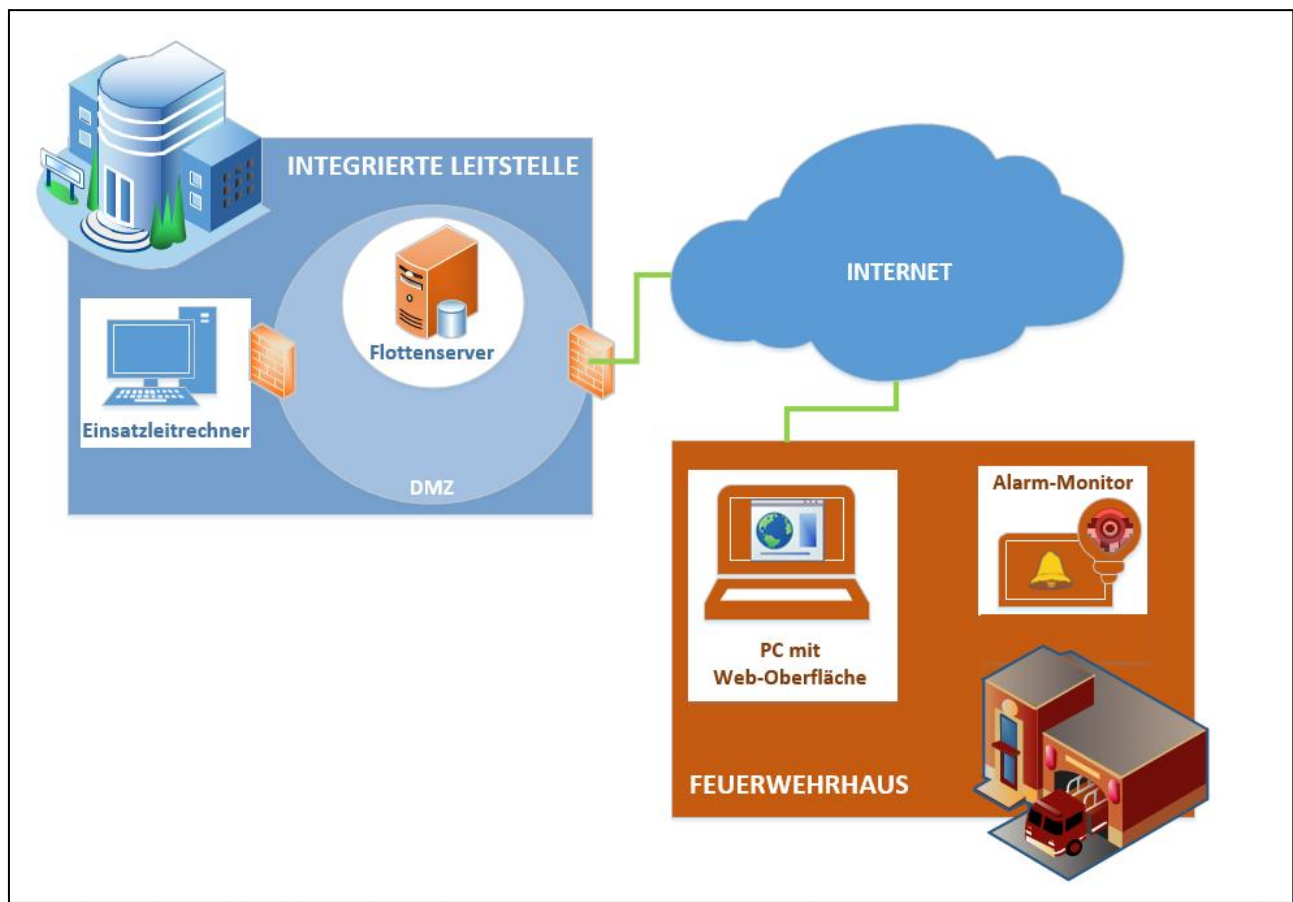 INTEGRIERTE LEITSTELLE
INTERNET
Flottenserver
Einsatzleitrechner
DMZ
Alarm-Monitor
PC mit
Web-Oberfläche
FEUERWEHRHAUS